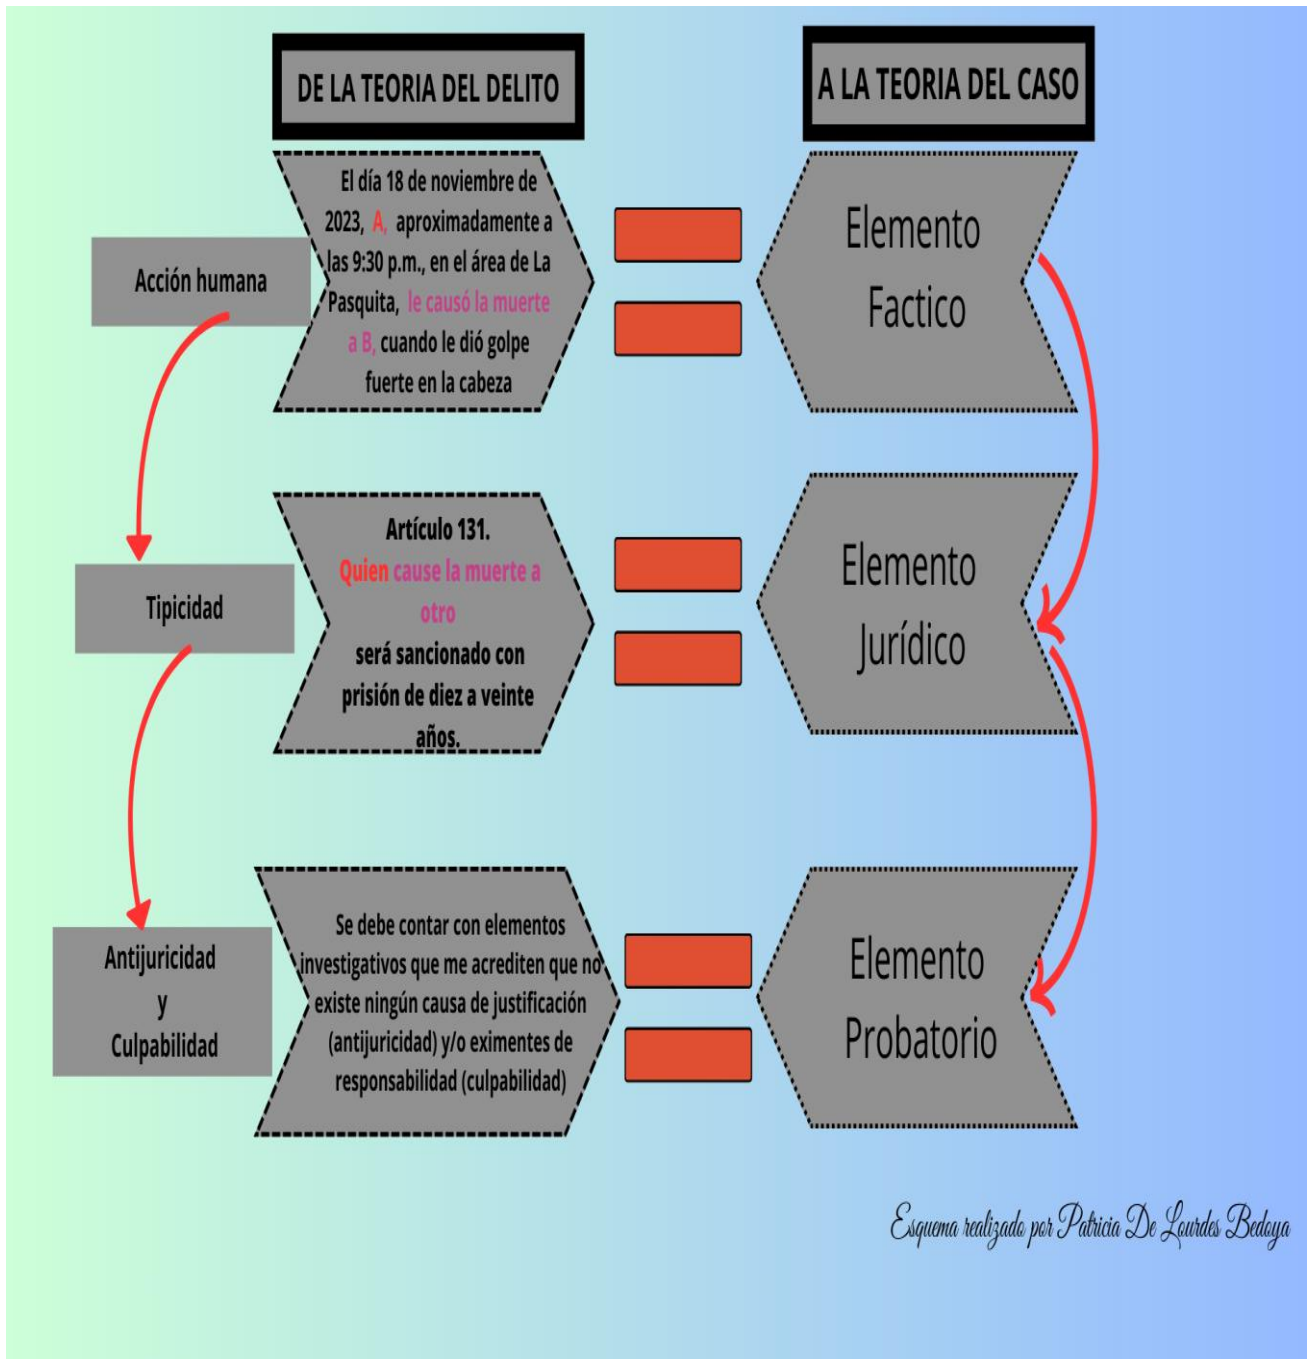 DE LA TEORIA DEL DELITO
A LA TEORIA DEL CASO
Acción humana
El día 18 de noviembre de
2023, A, aproximadamente a
las 9:30 p.m., en el área de La
Pasquita, le causó la muerte
a B, cuando le dió golpe
fuerte en la cabeza
Elemento
Factico
Tipicidad
Artículo 131.
Quien cause la muerte a
otro
será sancionado con
prisión de diez a veinte
años.
Elemento
Jurídico
Antijuricidad
y
Culpabilidad
Se debe contar con elementos
investigativos que me acrediten que no
existe ningún causa de justificación
(antijuricidad) y/o eximentes de
responsabilidad (culpabilidad)
Elemento
Probatorio
Esquema realizado por Patricia De Lourdes Bedoya